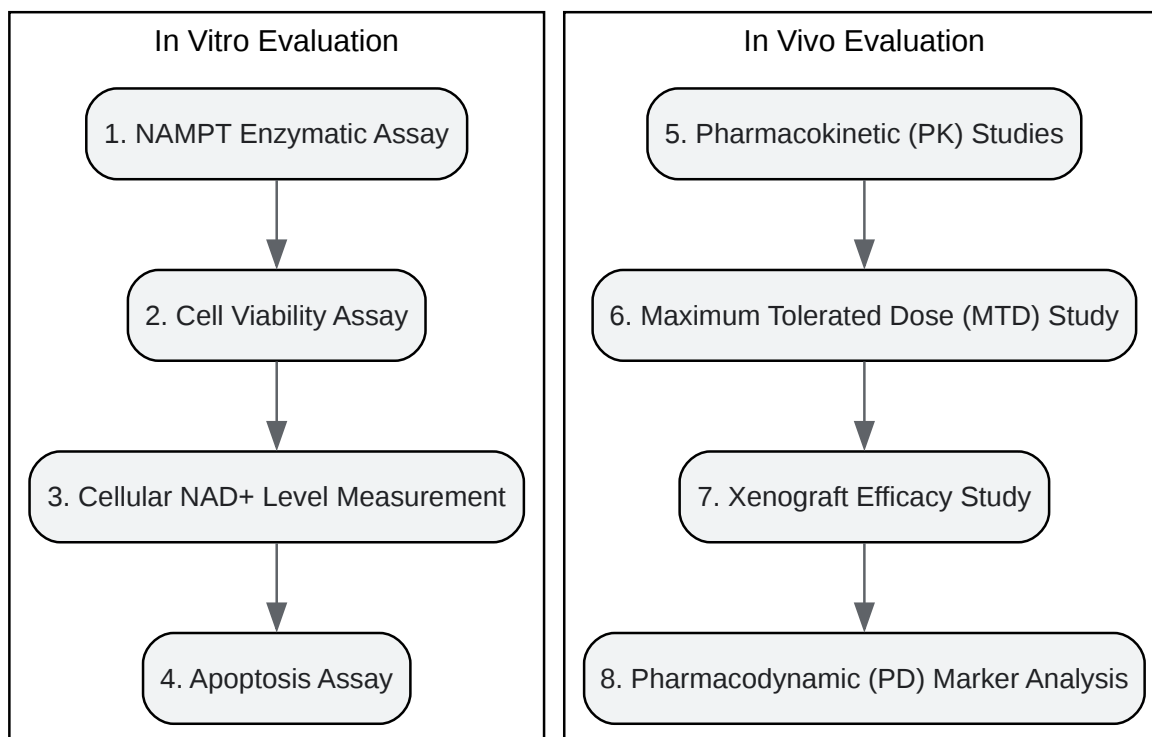 In Vitro Evaluation
1. NAMPT Enzymatic Assay
2. Cell Viability Assay
3. Cellular NAD+ Level Measurement
4. Apoptosis Assay
In Vivo Evaluation
5. Pharmacokinetic (PK) Studies
6. Maximum Tolerated Dose (MTD) Study
7. Xenograft Efficacy Study
8. Pharmacodynamic (PD) Marker Analysis